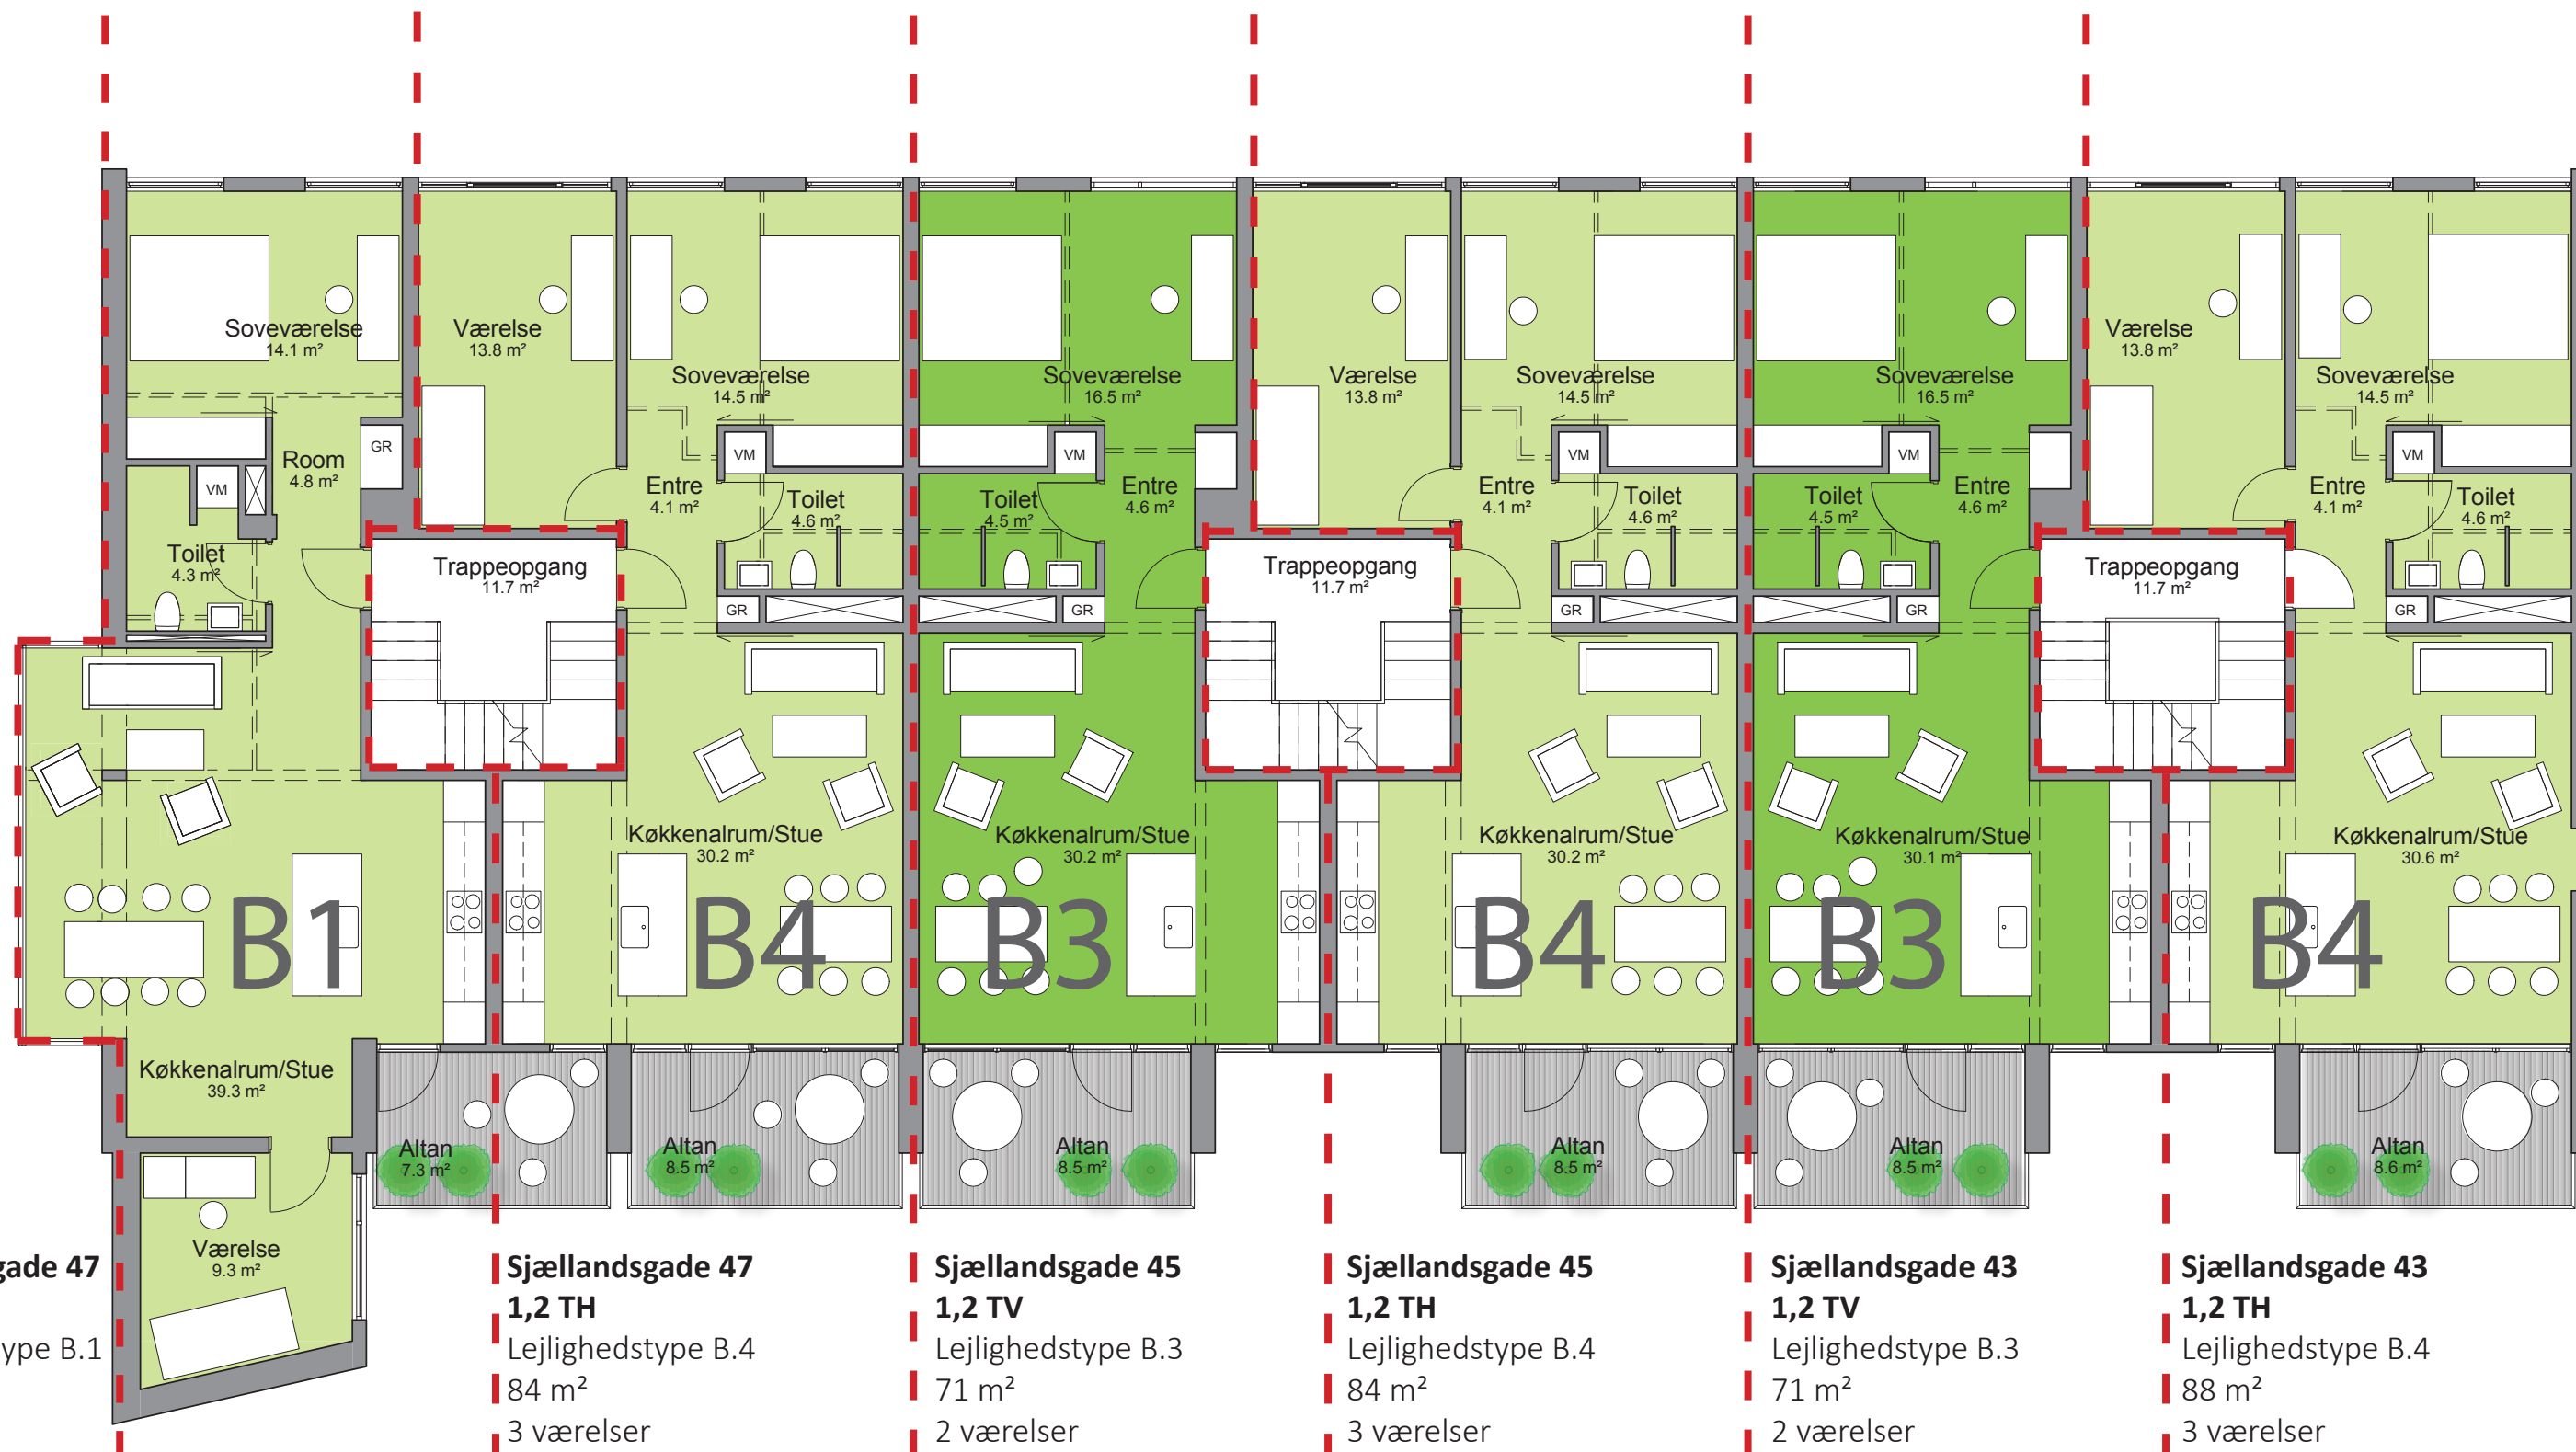 Soveværelse
14.1 m²
Værelse
13.8 m²
Soveværelse
14.5 m²
Soveværelse
16.5 m²
Værelse
13.8 m²
Soveværelse
14.5 m²
Soveværelse
16.5 m²
Værelse
13.8 m²
Soveværelse
14.5 m²
Room
4.8 m²
GR
VM
Toilet
4.3 m²
Entre
4.1 m²
VM
Toilet
4.6 m²
GR
VM
Toilet
4.5 m²
Entre
4.6 m²
GR
Entre
4.1 m²
VM
Toilet
4.6 m²
GR
VM
Toilet
4.5 m²
Entre
4.6 m²
GR
Entre
4.1 m²
VM
Toilet
4.6 m²
GR
Trappeopgang
11.7 m²
Trappeopgang
11.7 m²
Trappeopgang
11.7 m²
Køkkenalrum/Stue
39.3 m²
Køkkenalrum/Stue
30.2 m²
Køkkenalrum/Stue
30.2 m²
Køkkenalrum/Stue
30.2 m²
Køkkenalrum/Stue
30.1 m²
Køkkenalrum/Stue
30.6 m²
B1
B4
B3
B4
B3
B4
Altan
7.3 m²
Altan
8.5 m²
Altan
8.5 m²
Altan
8.5 m²
Altan
8.5 m²
Altan
8.6 m²
Værelse
9.3 m²
gade 47
ype B.1
Sjællandsgade 47
1,2 TH
Lejlighedstype B.4
84 m²
3 værelser
Sjællandsgade 45
1,2 TV
Lejlighedstype B.3
71 m²
2 værelser
Sjællandsgade 45
1,2 TH
Lejlighedstype B.4
84 m²
3 værelser
Sjællandsgade 43
1,2 TV
Lejlighedstype B.3
71 m²
2 værelser
Sjællandsgade 43
1,2 TH
Lejlighedstype B.4
88 m²
3 værelser